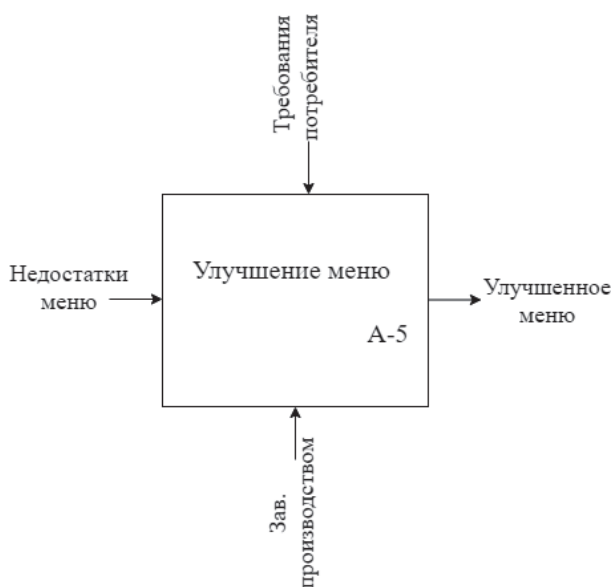 Требования
потребителя
Улучшение меню
Недостатки
меню
Улучшенное
меню
А-5
Зав.
производством